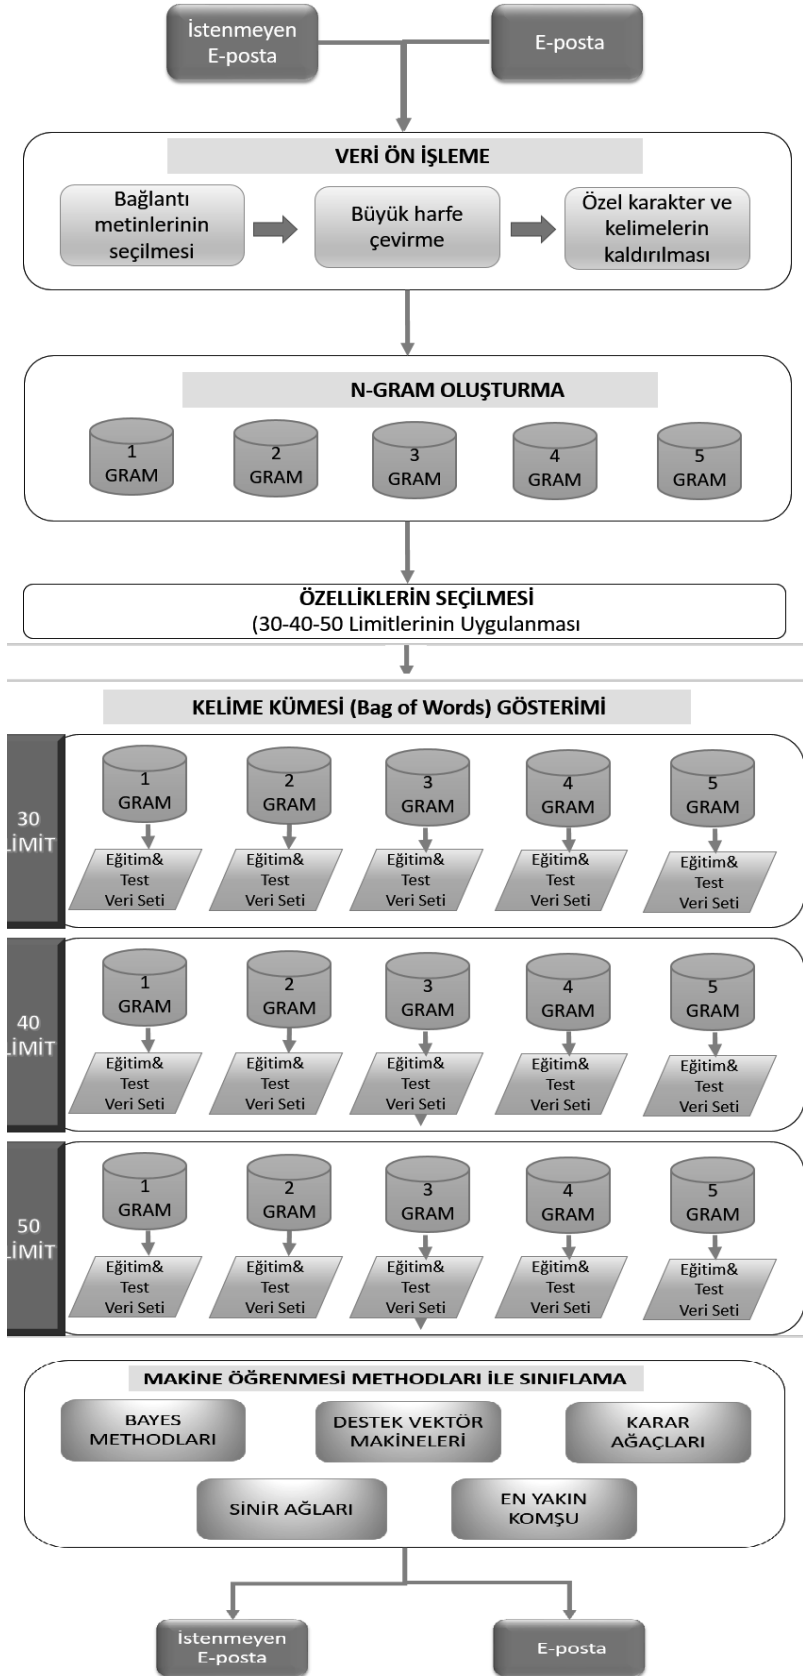 İstenmeyen
E-posta
E-posta
VERİ ÖN İŞLEME
Bağlantı
metinlerinin
seçilmesi
Büyük harfe
çevirme
Özel karakter ve
kelimelerin
kaldırılması
N-GRAM OLUŞTURMA
1
GRAM
2
GRAM
3
GRAM
4
GRAM
5
GRAM
ÖZELLİKLERİN SEÇİLMESİ
(30-40-50 Limitlerinin Uygulanması
KELİME KÜMESİ (Bag of Words) GÖSTERİMİ
30
LİMİT
1
GRAM
2
GRAM
3
GRAM
4
GRAM
5
GRAM
Eğitim&
Test
Veri Seti
Eğitim&
Test
Veri Seti
Eğitim&
Test
Veri Seti
Eğitim&
Test
Veri Seti
Eğitim&
Test
Veri Seti
40
LİMİT
1
GRAM
2
GRAM
3
GRAM
4
GRAM
5
GRAM
Eğitim&
Test
Veri Seti
Eğitim&
Test
Veri Seti
Eğitim&
Test
Veri Seti
Eğitim&
Test
Veri Seti
Eğitim&
Test
Veri Seti
50
LİMİT
1
GRAM
2
GRAM
3
GRAM
4
GRAM
5
GRAM
Eğitim&
Test
Veri Seti
Eğitim&
Test
Veri Seti
Eğitim&
Test
Veri Seti
Eğitim&
Test
Veri Seti
Eğitim&
Test
Veri Seti
MAKİNE ÖĞRENMESİ METHODLARI İLE SINIFLAMA
BAYES
METHODLARI
DESTEK VEKTÖR
MAKİNELERİ
KARAR
AĞAÇLARI
SİNİR AĞLARI
EN YAKIN
KOMŞU
İstenmeyen
E-posta
E-posta